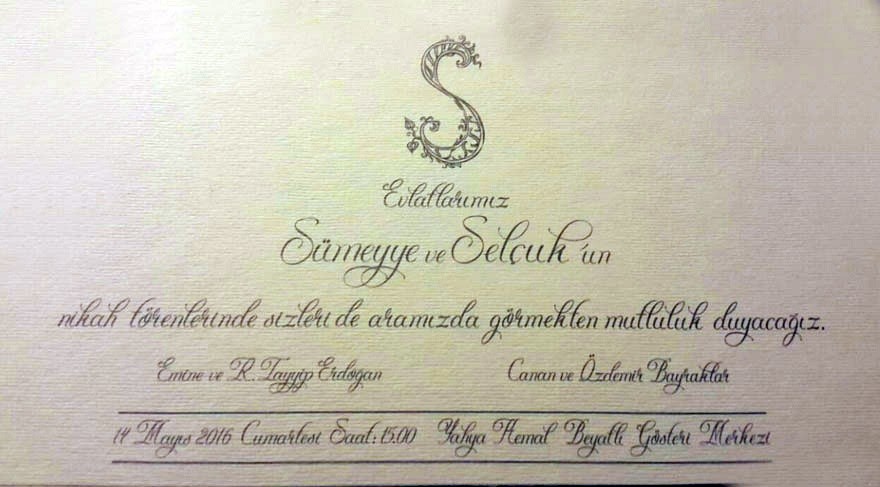 S
Evlatlarımız
Sümeyye ve Selçuk'un
nikah törenlerinde sizleri de aramızda görmekten mutluluk duyacağız.
Emine ve R. Tayyip Erdoğan Canan ve Özdemir Bayraktar
14 Mayıs 2016 Cumartesi Saat: 15.00 Yahya Kemal Beyatlı Gösteri Merkezi